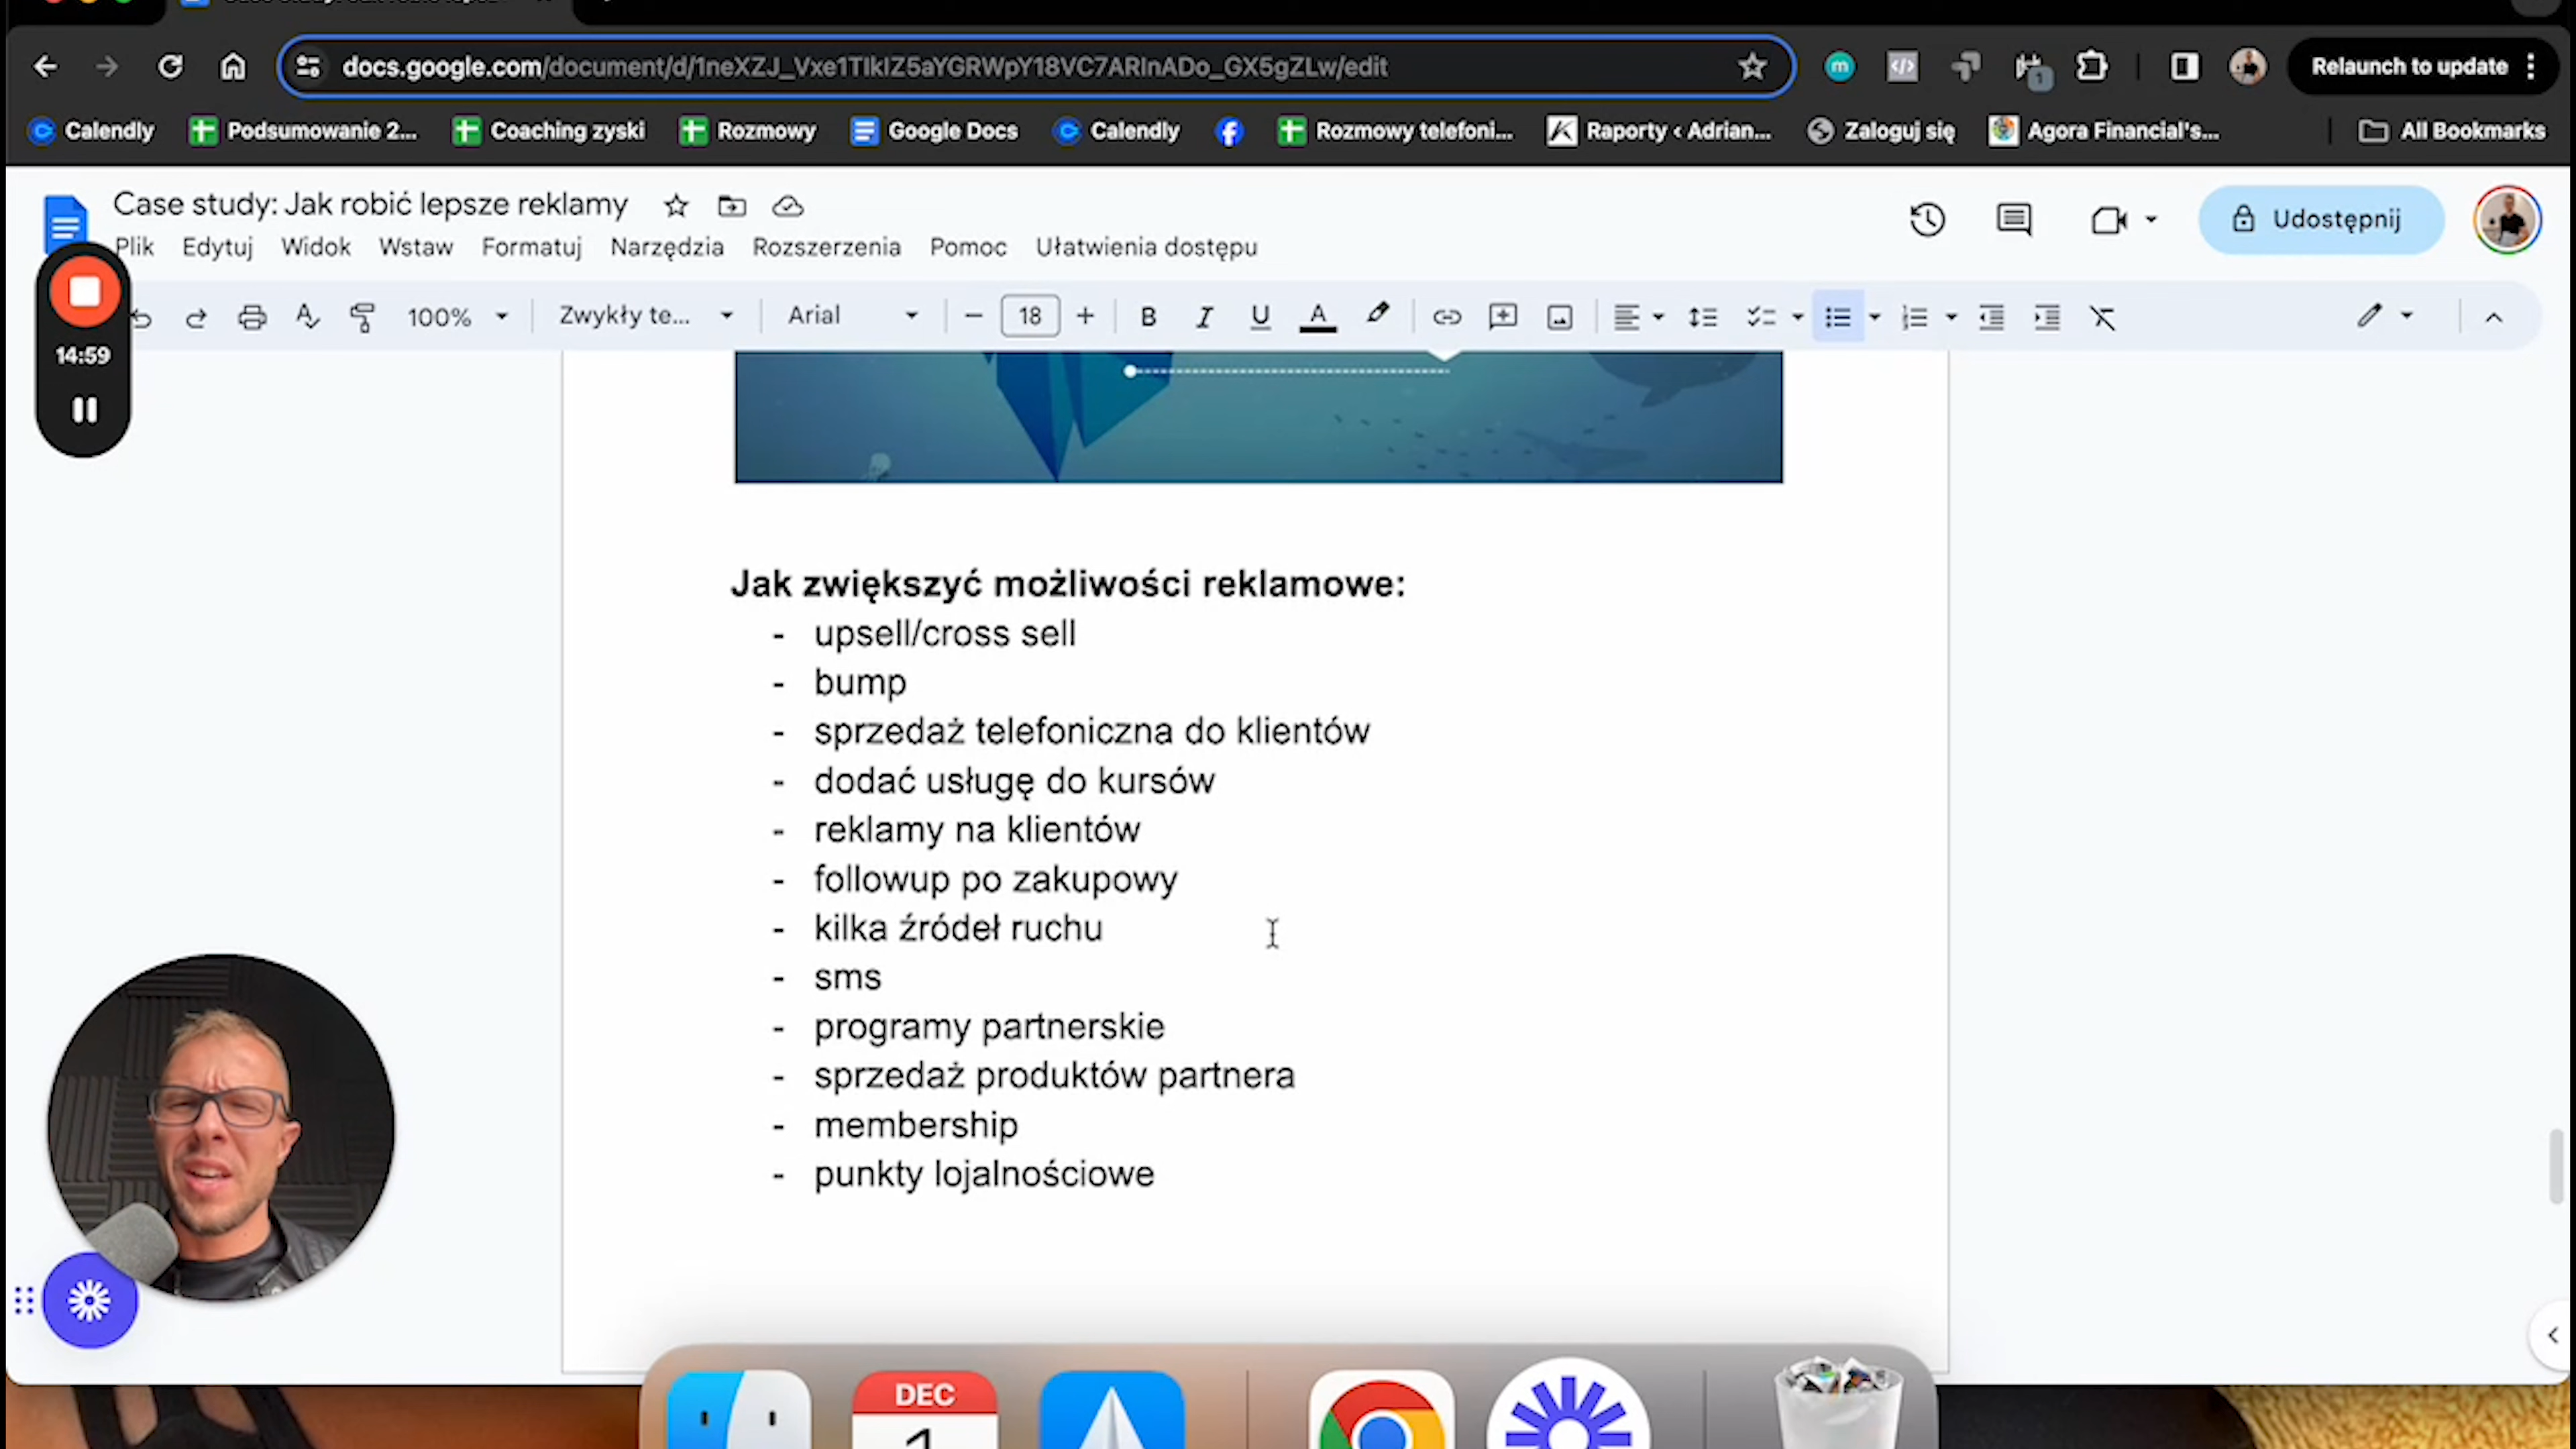 docs.google.com/document/d/1neXZJ_Vxe1TIkIZ5aYGRWpY18VC7ARInADo_GX5gZLw/edit
Relaunch to update
Calendly
Podsumowanie 2...
Coaching zyski
Rozmowy
Google Docs
Calendly
Rozmowy telefoni...
Raporty ‹ Adrian...
Zaloguj się
Agora Financial's...
All Bookmarks
Case study: Jak robić lepsze reklamy
Udostępnij
Plik Edytuj Widok Wstaw Formatuj Narzędzia Rozszerzenia Pomoc Ułatwienia dostępu
100% Zwykły te... Arial 18
14:59
Jak zwiększyć możliwości reklamowe:
- upsell/cross sell
- bump
- sprzedaż telefoniczna do klientów
- dodać usługę do kursów
- reklamy na klientów
- followup po zakupowy
- kilka źródeł ruchu
- sms
- programy partnerskie
- sprzedaż produktów partnera
- membership
- punkty lojalnościowe
DEC
1